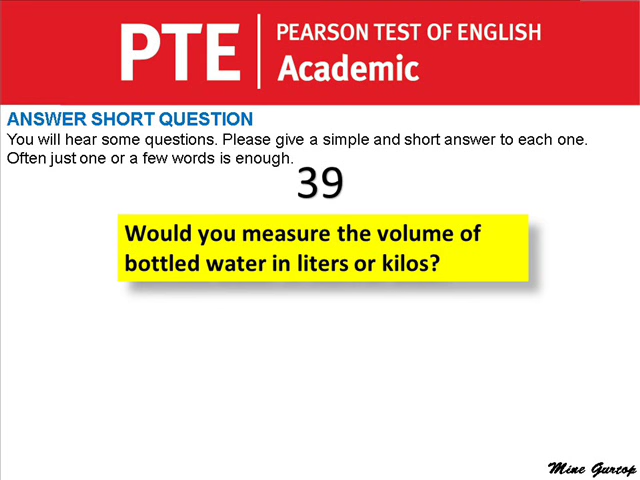 PTE
PEARSON TEST OF ENGLISH
Academic
ANSWER SHORT QUESTION
You will hear some questions. Please give a simple and short answer to each one.
Often just one or a few words is enough.
39
Would you measure the volume of
bottled water in liters or kilos?
Mine Gurtop